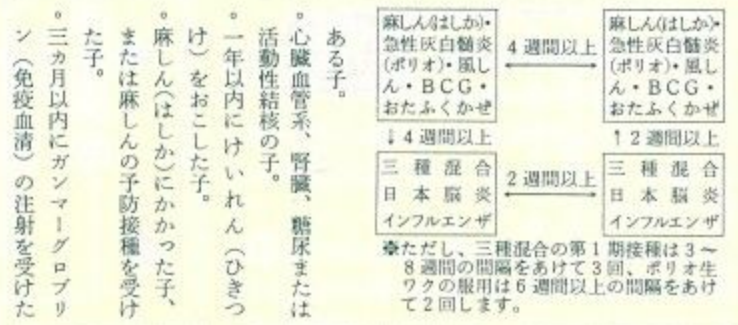 ある子。
◦心臓血管系、腎臓、糖尿または
活動性結核の子。
◦一年以内にけいれん（ひきつ
け）をおこした子。
◦麻しん（はしか）にかかった子、
または麻しんの予防接種を受け
た子。
◦三カ月以内にガンマーグロブリ
ン（免疫血清）の注射を受けた
麻しん(はしか)・
急性灰白髄炎
(ポリオ)・風し
ん・BCG・
おたふくかぜ
4週間以上
麻しん(はしか)・
急性灰白髄炎
(ポリオ)・風し
ん・BCG・
おたふくかぜ
↓4週間以上
↑2週間以上
三種混合
日本脳炎
インフルエンザ
2週間以上
三種混合
日本脳炎
インフルエンザ
※ただし、三種混合の第1期接種は3〜
8週間の間隔をあけて3回、ポリオ生
ワクの服用は6週間以上の間隔をあけ
て2回します。